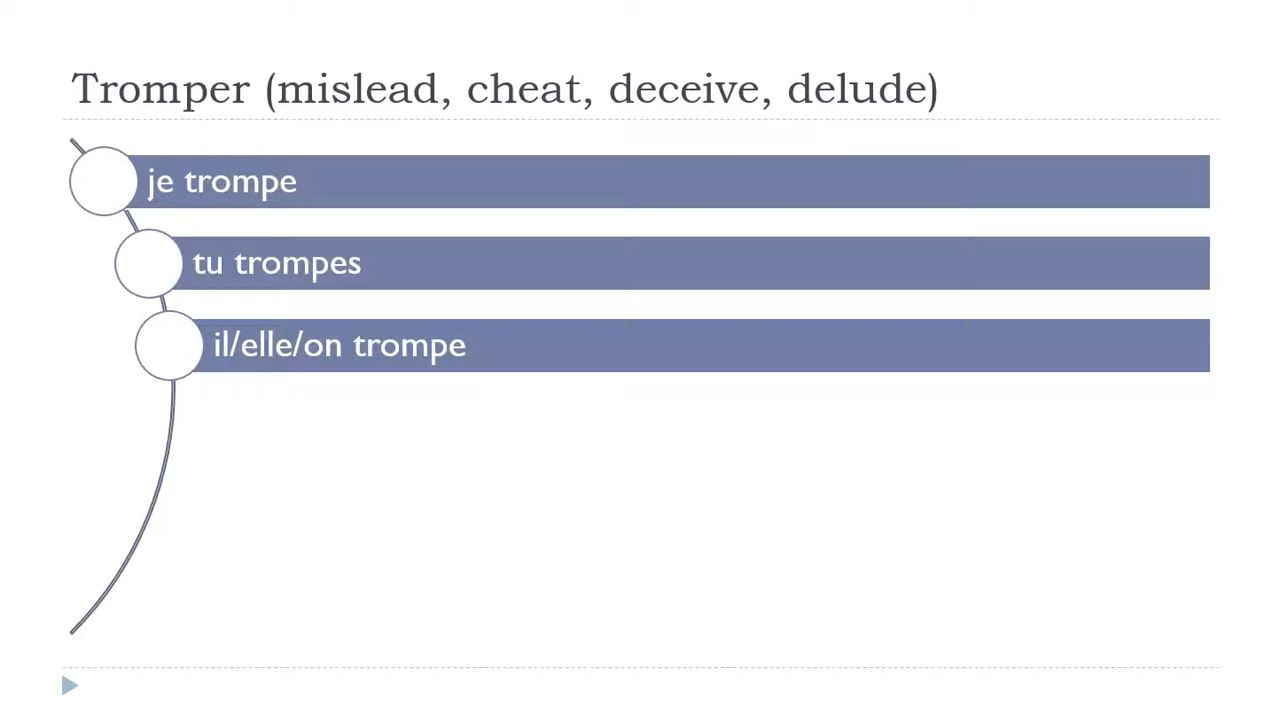 Tromper (mislead, cheat, deceive, delude)
je trompe
tu trompes
il/elle/on trompe